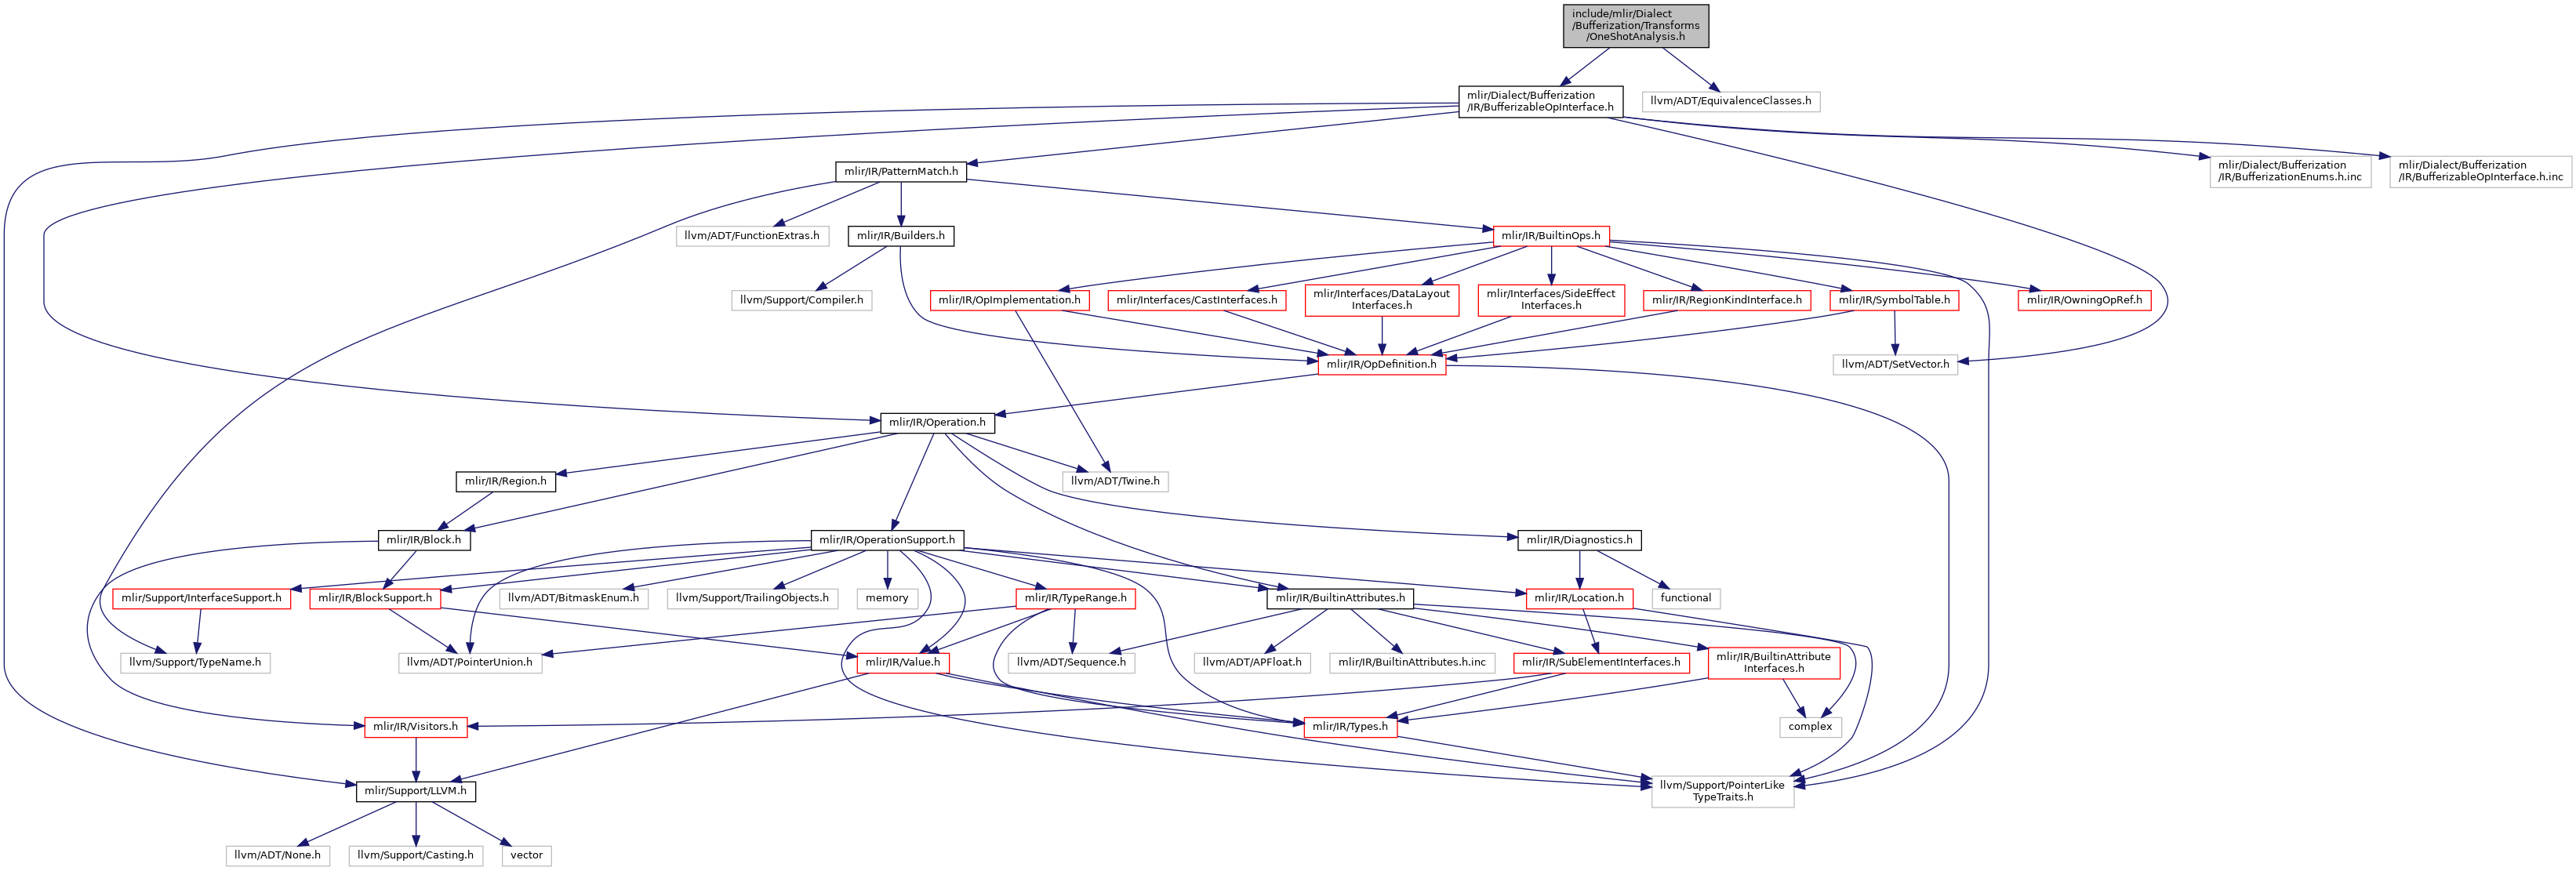 include/mlir/Dialect
/Bufferization/Transforms
/OneShotAnalysis.h
mlir/Dialect/Bufferization
/IR/BufferizableOpInterface.h
llvm/ADT/EquivalenceClasses.h
mlir/IR/PatternMatch.h
mlir/Dialect/Bufferization
/IR/BufferizationEnums.h.inc
mlir/Dialect/Bufferization
/IR/BufferizableOpInterface.h.inc
llvm/ADT/FunctionExtras.h
mlir/IR/Builders.h
mlir/IR/BuiltinOps.h
llvm/Support/Compiler.h
mlir/IR/OpImplementation.h
mlir/Interfaces/CastInterfaces.h
mlir/Interfaces/DataLayout
Interfaces.h
mlir/Interfaces/SideEffect
Interfaces.h
mlir/IR/RegionKindInterface.h
mlir/IR/SymbolTable.h
mlir/IR/OwningOpRef.h
mlir/IR/OpDefinition.h
llvm/ADT/SetVector.h
mlir/IR/Operation.h
mlir/IR/Region.h
llvm/ADT/Twine.h
mlir/IR/Block.h
mlir/IR/OperationSupport.h
mlir/IR/Diagnostics.h
mlir/Support/InterfaceSupport.h
mlir/IR/BlockSupport.h
llvm/ADT/BitmaskEnum.h
llvm/Support/TrailingObjects.h
memory
mlir/IR/TypeRange.h
mlir/IR/BuiltinAttributes.h
mlir/IR/Location.h
functional
llvm/Support/TypeName.h
llvm/ADT/PointerUnion.h
mlir/IR/Value.h
llvm/ADT/Sequence.h
llvm/ADT/APFloat.h
mlir/IR/BuiltinAttributes.h.inc
mlir/IR/SubElementInterfaces.h
mlir/IR/BuiltinAttribute
Interfaces.h
mlir/IR/Visitors.h
mlir/IR/Types.h
complex
mlir/Support/LLVM.h
llvm/Support/PointerLike
TypeTraits.h
llvm/ADT/None.h
llvm/Support/Casting.h
vector